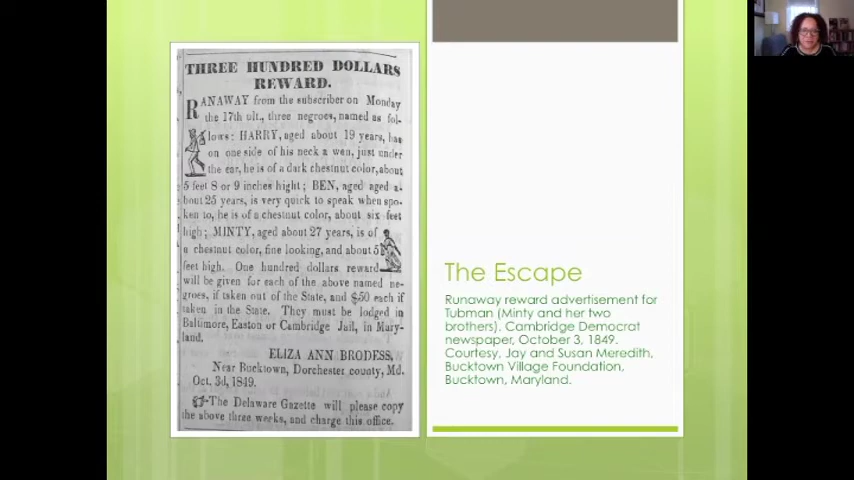 THREE HUNDRED DOLLARS
REWARD.
RANAWAY from the subscriber on Monday
the 17th ult., three negroes, named as fol-
lows: HARRY, aged about 19 years, has
on one side of his neck a wen, just under
the ear, he is of a dark chestnut color, about
5 feet 8 or 9 inches hight; BEN, aged aged a-
bout 25 years, is very quick to speak when spo-
ken to, he is of a chestnut color, about six feet
high; MINTY, aged about 27 years, is of
a chestnut color, fine looking, and about 5
feet high. One hundred dollars reward
will be given for each of the above named ne-
groes, if taken out of the State, and $50 each if
taken in the State. They must be lodged in
Baltimore, Easton or Cambridge Jail, in Mary-
land.
ELIZA ANN BRODESS,
Near Bucktown, Dorchester county, Md.
Oct. 3d, 1849.
The Delaware Gazette will please copy
the above three weeks, and charge this office.
The Escape
Runaway reward advertisement for
Tubman (Minty and her two
brothers). Cambridge Democrat
newspaper, October 3, 1849.
Courtesy, Jay and Susan Meredith,
Bucktown Village Foundation,
Bucktown, Maryland.